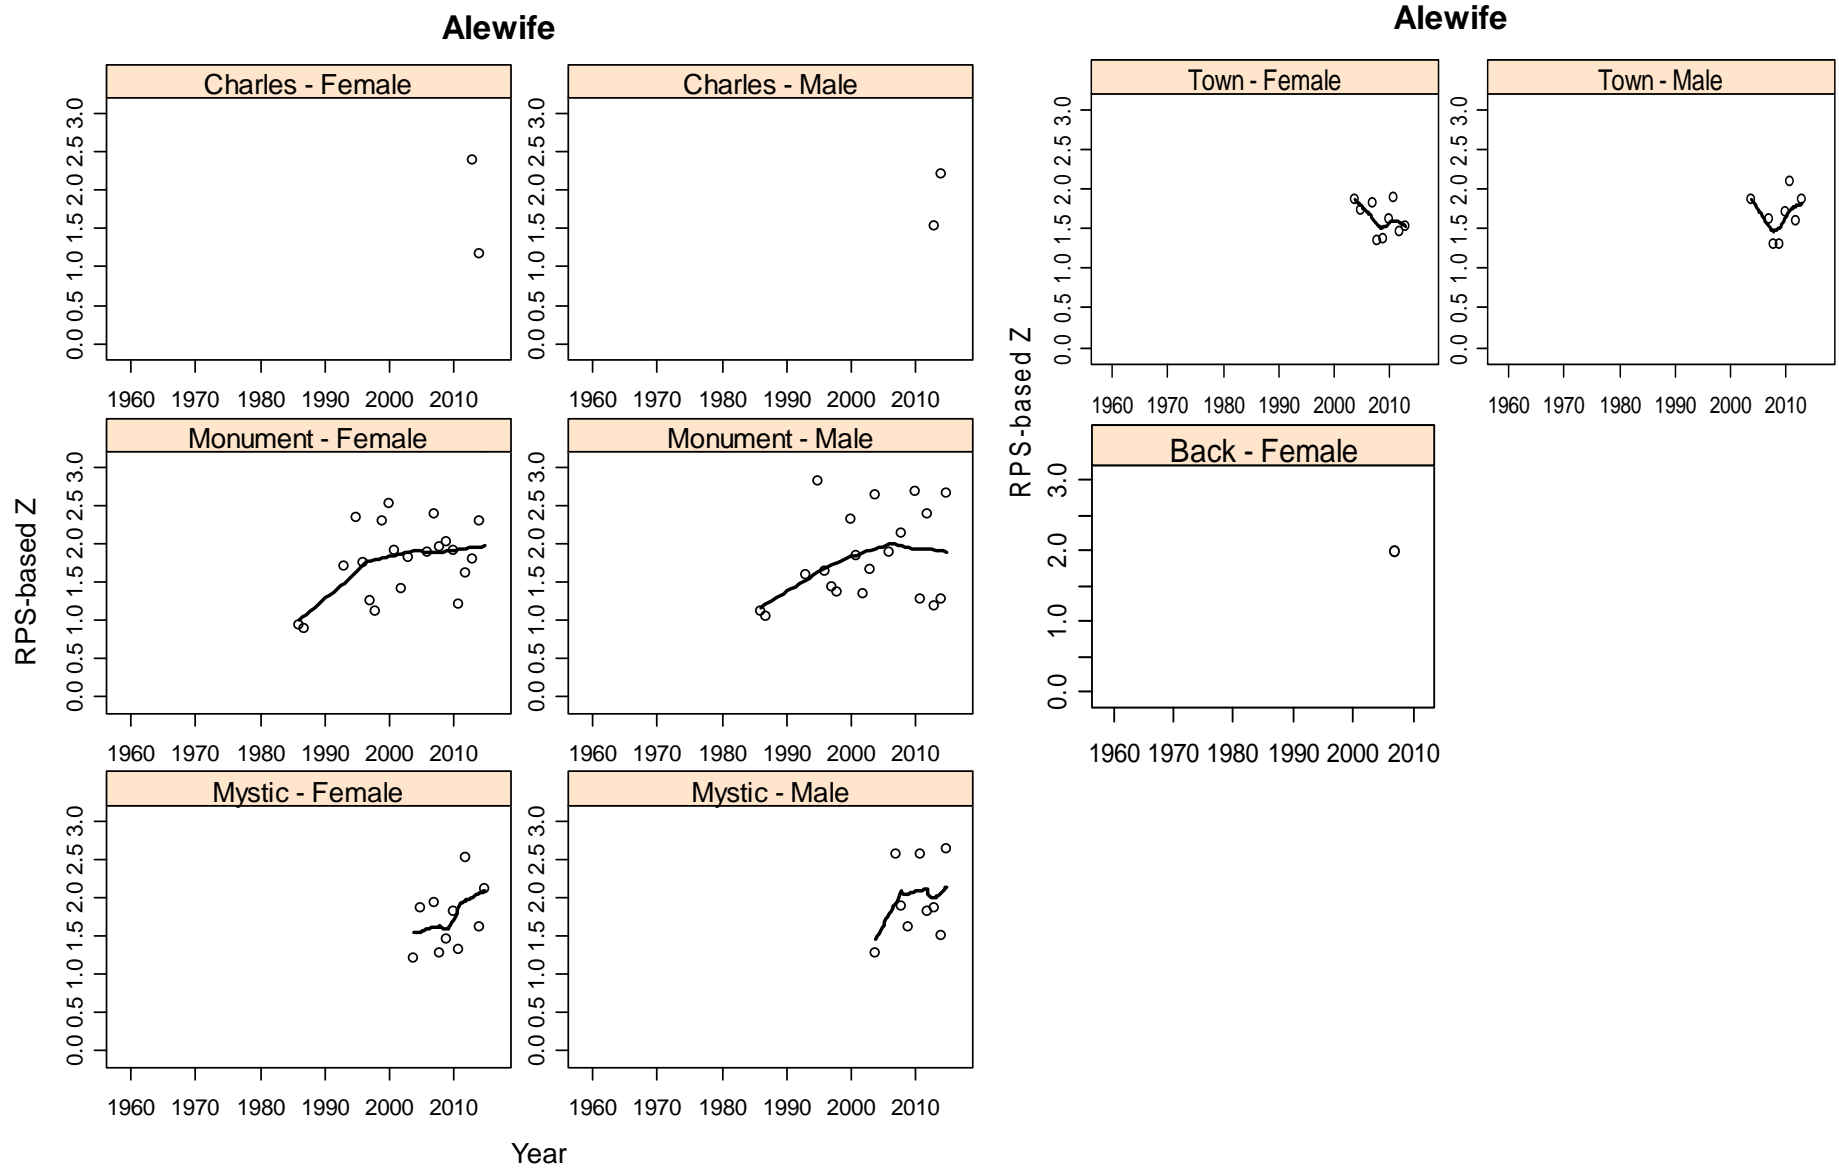 Alewife
Charles - Female
Charles - Male
0.0 0.5 1.0 1.5 2.0 2.5 3.0
0.0 0.5 1.0 1.5 2.0 2.5 3.0
1960 1970 1980 1990 2000 2010
1960 1970 1980 1990 2000 2010
Monument - Female
Monument - Male
0.0 0.5 1.0 1.5 2.0 2.5 3.0
0.0 0.5 1.0 1.5 2.0 2.5 3.0
RPS-based Z
1960 1970 1980 1990 2000 2010
1960 1970 1980 1990 2000 2010
Mystic - Female
Mystic - Male
0.0 0.5 1.0 1.5 2.0 2.5 3.0
0.0 0.5 1.0 1.5 2.0 2.5 3.0
1960 1970 1980 1990 2000 2010
1960 1970 1980 1990 2000 2010
Year
Alewife
Town - Female
Town - Male
0.0 0.5 1.0 1.5 2.0 2.5 3.0
0.0 0.5 1.0 1.5 2.0 2.5 3.0
RPS-based Z
1960 1970 1980 1990 2000 2010
1960 1970 1980 1990 2000 2010
Back - Female
0.0 1.0 2.0 3.0
1960 1970 1980 1990 2000 2010